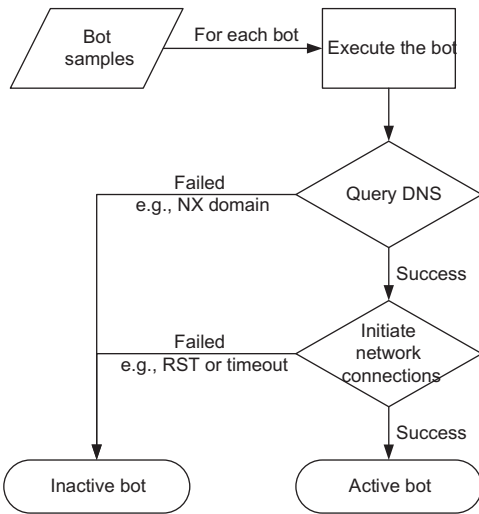 Bot
samples
For each bot
Execute the bot
Failed
e.g., NX domain
Query DNS
Success
Failed
e.g., RST or timeout
Initiate
network
connections
Success
Inactive bot
Active bot